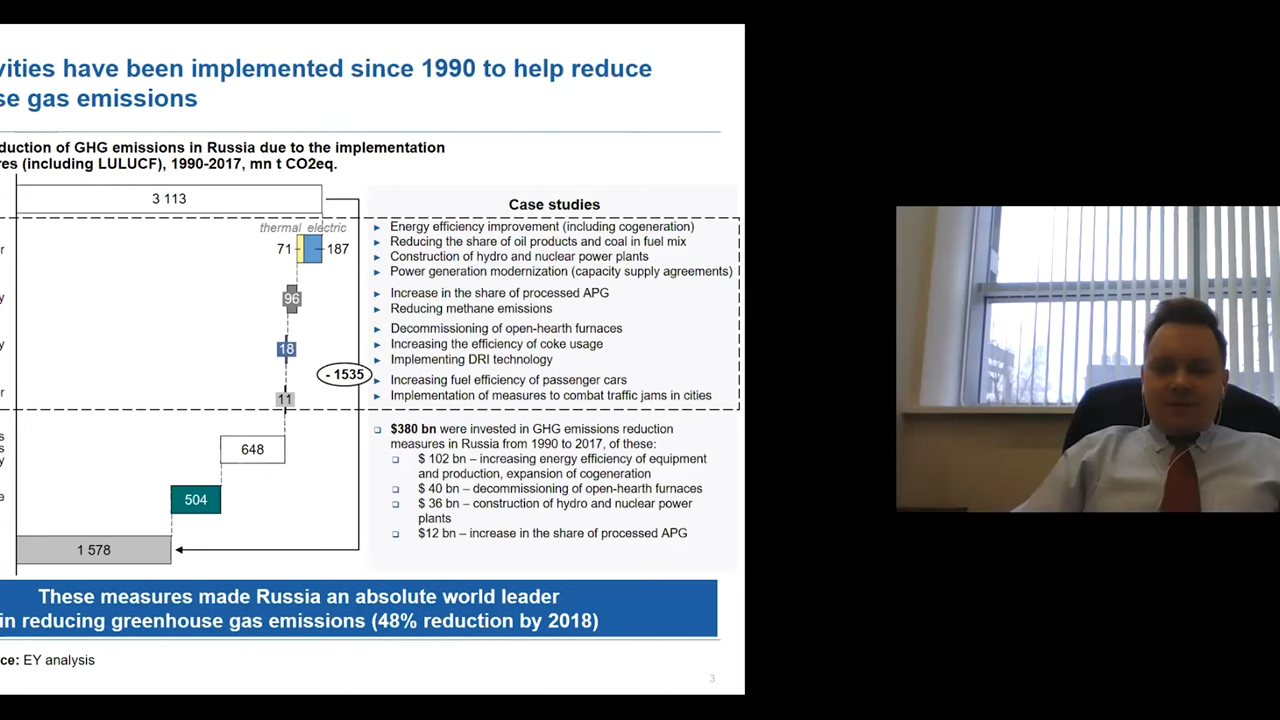 vities have been implemented since 1990 to help reduce
se gas emissions
duction of GHG emissions in Russia due to the implementation
res (including LULUCF), 1990-2017, mn t CO2eq.
3 113
thermal electric
r
71
187
y
96
y
18
- 1535
r
11
s
s
y
648
e
504
1 578
Case studies
► Energy efficiency improvement (including cogeneration)
► Reducing the share of oil products and coal in fuel mix
► Construction of hydro and nuclear power plants
► Power generation modernization (capacity supply agreements)
► Increase in the share of processed APG
► Reducing methane emissions
► Decommissioning of open-hearth furnaces
► Increasing the efficiency of coke usage
► Implementing DRI technology
► Increasing fuel efficiency of passenger cars
► Implementation of measures to combat traffic jams in cities
$380 bn were invested in GHG emissions reduction
measures in Russia from 1990 to 2017, of these:
$ 102 bn – increasing energy efficiency of equipment
and production, expansion of cogeneration
$ 40 bn – decommissioning of open-hearth furnaces
$ 36 bn – construction of hydro and nuclear power
plants
$12 bn – increase in the share of processed APG
These measures made Russia an absolute world leader
in reducing greenhouse gas emissions (48% reduction by 2018)
ce: EY analysis
3